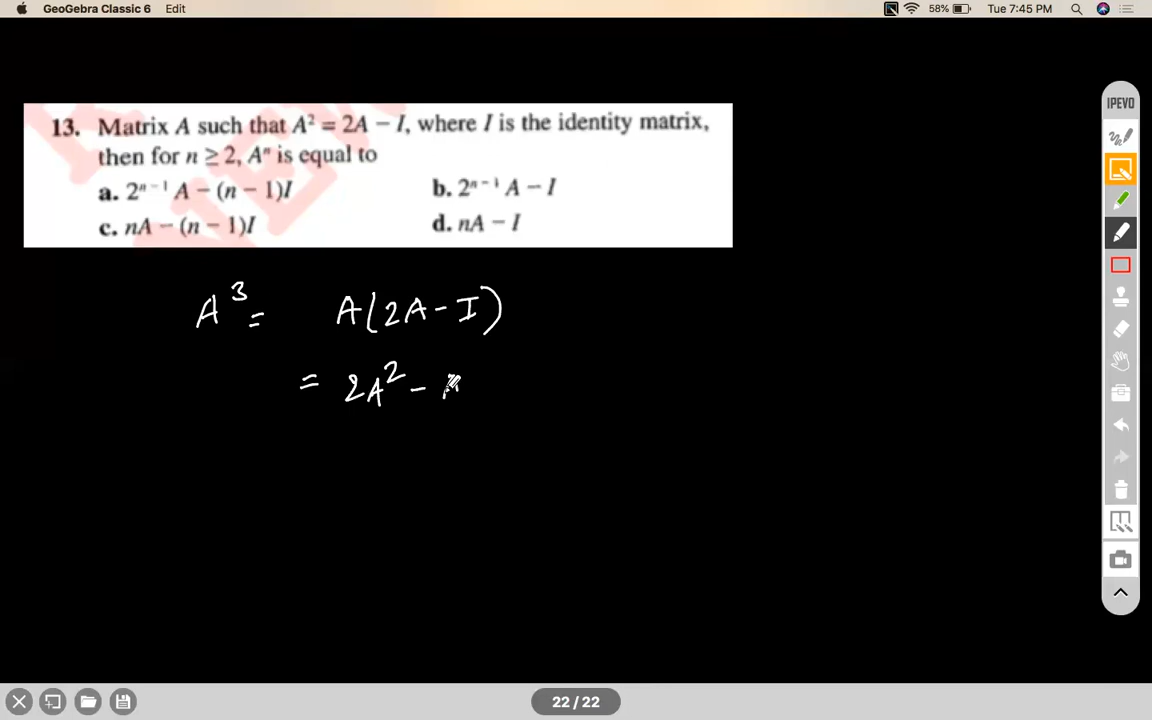 GeoGebra Classic 6 Edit 58% Tue 7:45 PM
IPEVO
13. Matrix A such that A² = 2A − I, where I is the identity matrix,
then for n ≥ 2, Aⁿ is equal to
a. 2ⁿ⁻¹ A − (n − 1)I b. 2ⁿ⁻¹ A − I
c. nA − (n − 1)I d. nA − I
A³ = A(2A − I)
= 2A² −
22 / 22